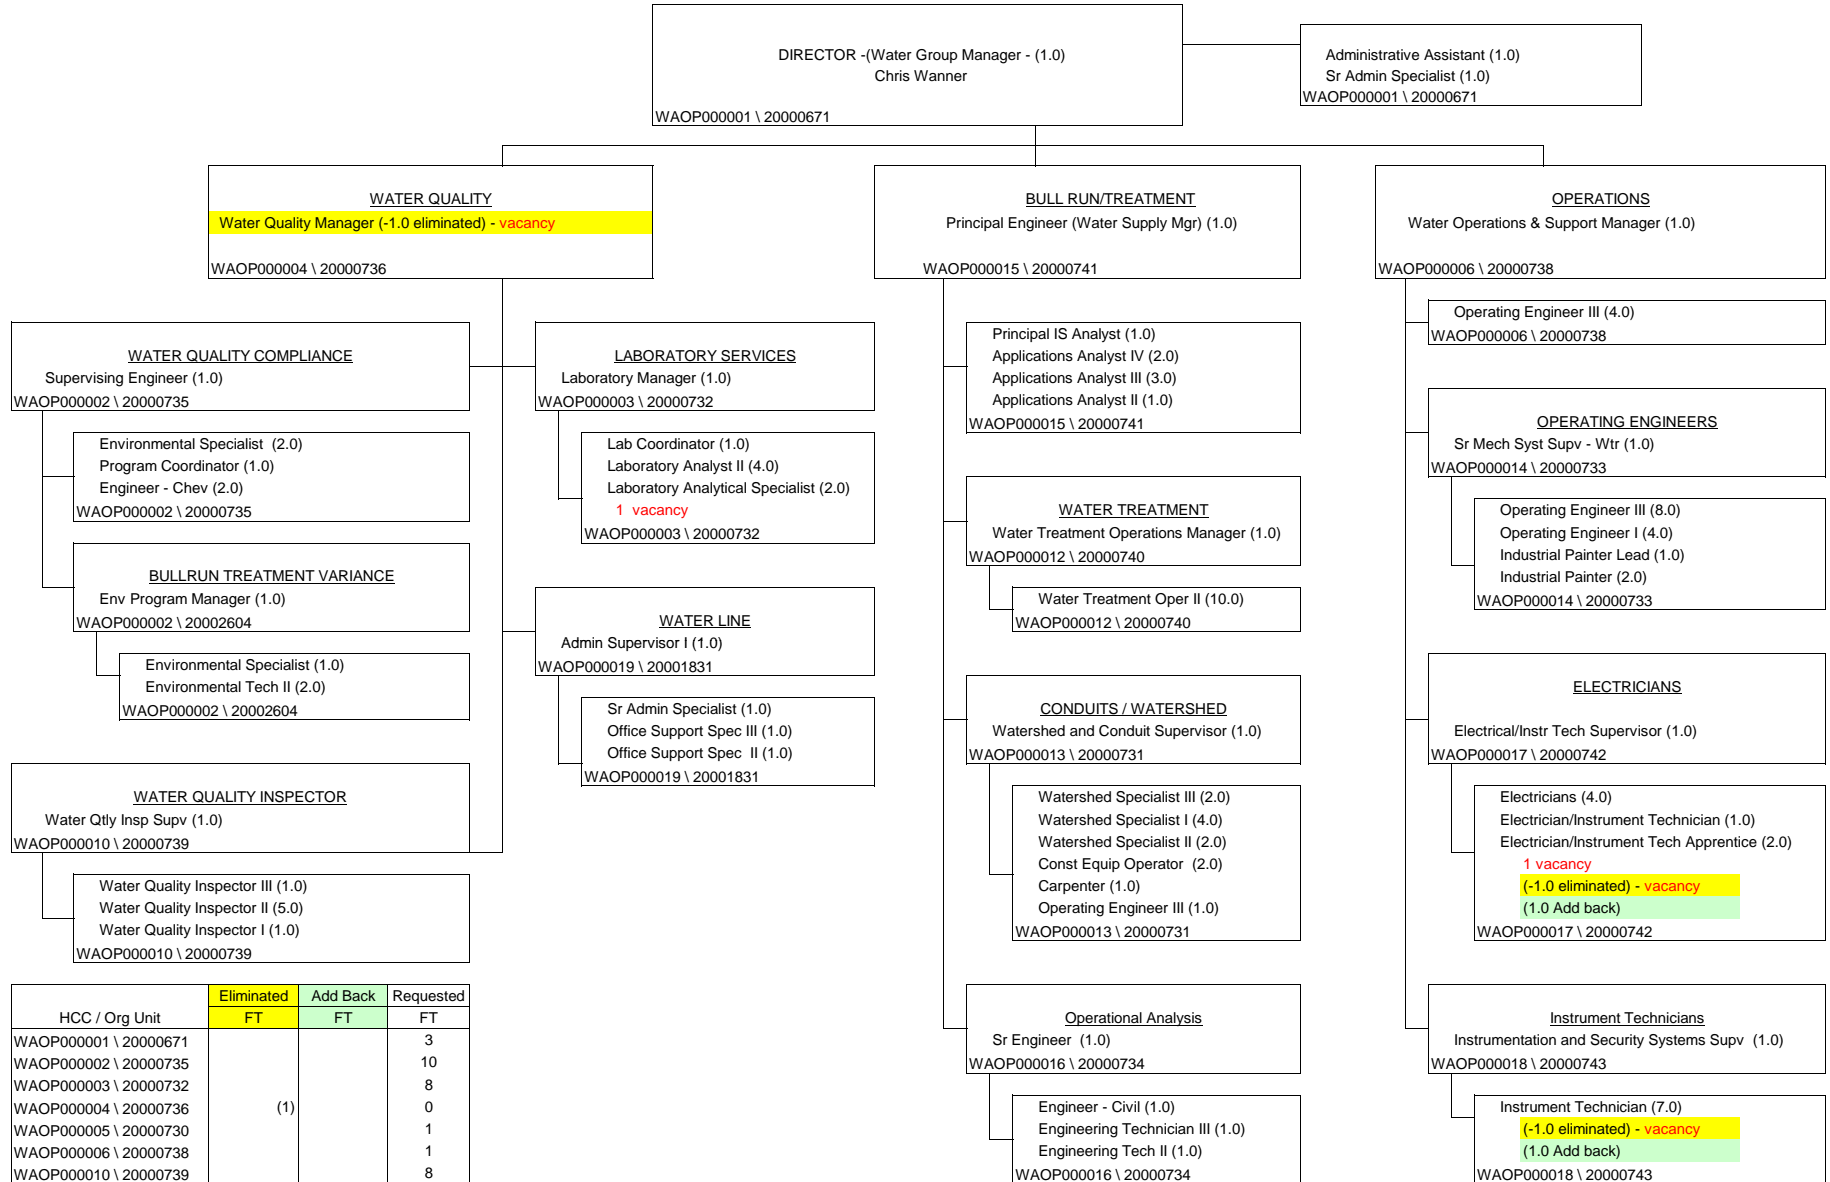 DIRECTOR -(Water Group Manager - (1.0)
Chris Wanner
WAOP000001 \ 20000671
Administrative Assistant (1.0)
Sr Admin Specialist (1.0)
WAOP000001 \ 20000671
WATER QUALITY
Water Quality Manager (-1.0 eliminated) - vacancy
WAOP000004 \ 20000736
BULL RUN/TREATMENT
Principal Engineer (Water Supply Mgr) (1.0)
WAOP000015 \ 20000741
OPERATIONS
Water Operations & Support Manager (1.0)
WAOP000006 \ 20000738
WATER QUALITY COMPLIANCE
Supervising Engineer (1.0)
WAOP000002 \ 20000735
Environmental Specialist  (2.0)
Program Coordinator (1.0)
Engineer - Chev (2.0)
WAOP000002 \ 20000735
BULLRUN TREATMENT VARIANCE
Env Program Manager (1.0)
WAOP000002 \ 20002604
Environmental Specialist (1.0)
Environmental Tech II (2.0)
WAOP000002 \ 20002604
WATER QUALITY INSPECTOR
Water Qtly Insp Supv (1.0)
WAOP000010 \ 20000739
Water Quality Inspector III (1.0)
Water Quality Inspector II (5.0)
Water Quality Inspector I (1.0)
WAOP000010 \ 20000739
LABORATORY SERVICES
Laboratory Manager (1.0)
WAOP000003 \ 20000732
Lab Coordinator (1.0)
Laboratory Analyst II (4.0)
Laboratory Analytical Specialist (2.0)
1  vacancy
WAOP000003 \ 20000732
WATER LINE
Admin Supervisor I (1.0)
WAOP000019 \ 20001831
Sr Admin Specialist (1.0)
Office Support Spec III (1.0)
Office Support Spec  II (1.0)
WAOP000019 \ 20001831
Principal IS Analyst (1.0)
Applications Analyst IV (2.0)
Applications Analyst III (3.0)
Applications Analyst II (1.0)
WAOP000015 \ 20000741
WATER TREATMENT
Water Treatment Operations Manager (1.0)
WAOP000012 \ 20000740
Water Treatment Oper II (10.0)
WAOP000012 \ 20000740
CONDUITS / WATERSHED
Watershed and Conduit Supervisor (1.0)
WAOP000013 \ 20000731
Watershed Specialist III (2.0)
Watershed Specialist I (4.0)
Watershed Specialist II (2.0)
Const Equip Operator  (2.0)
Carpenter (1.0)
Operating Engineer III (1.0)
WAOP000013 \ 20000731
Operational Analysis
Sr Engineer  (1.0)
WAOP000016 \ 20000734
Engineer - Civil (1.0)
Engineering Technician III (1.0)
Engineering Tech II (1.0)
WAOP000016 \ 20000734
Operating Engineer III (4.0)
WAOP000006 \ 20000738
OPERATING ENGINEERS
Sr Mech Syst Supv - Wtr (1.0)
WAOP000014 \ 20000733
Operating Engineer III (8.0)
Operating Engineer I (4.0)
Industrial Painter Lead (1.0)
Industrial Painter (2.0)
WAOP000014 \ 20000733
ELECTRICIANS
Electrical/Instr Tech Supervisor (1.0)
WAOP000017 \ 20000742
Electricians (4.0)
Electrician/Instrument Technician (1.0)
Electrician/Instrument Tech Apprentice (2.0)
1 vacancy
(-1.0 eliminated) - vacancy
(1.0 Add back)
WAOP000017 \ 20000742
Instrument Technicians
Instrumentation and Security Systems Supv  (1.0)
WAOP000018 \ 20000743
Instrument Technician (7.0)
(-1.0 eliminated) - vacancy
(1.0 Add back)
WAOP000018 \ 20000743
Eliminated Add Back Requested
HCC / Org Unit FT FT FT
WAOP000001 \ 20000671 3
WAOP000002 \ 20000735 10
WAOP000003 \ 20000732 8
WAOP000004 \ 20000736 (1) 0
WAOP000005 \ 20000730 1
WAOP000006 \ 20000738 1
WAOP000010 \ 20000739 8